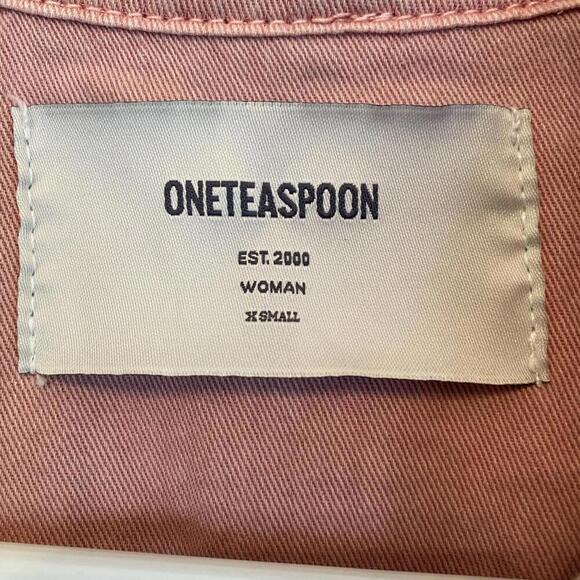 ONETEASPOON
EST. 2000
WOMAN
X SMALL